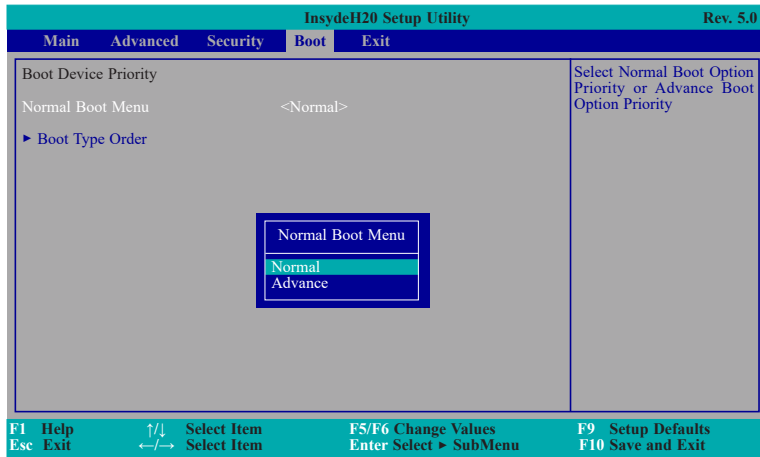 InsydeH20 Setup Utility Rev. 5.0
Main Advanced Security Boot Exit
Boot Device Priority
Normal Boot Menu <Normal>
► Boot Type Order
Select Normal Boot Option
Priority or Advance Boot
Option Priority
Normal Boot Menu
Normal
Advance
F1 Help ↑/↓ Select Item F5/F6 Change Values F9 Setup Defaults
Esc Exit ←/→ Select Item Enter Select ► SubMenu F10 Save and Exit